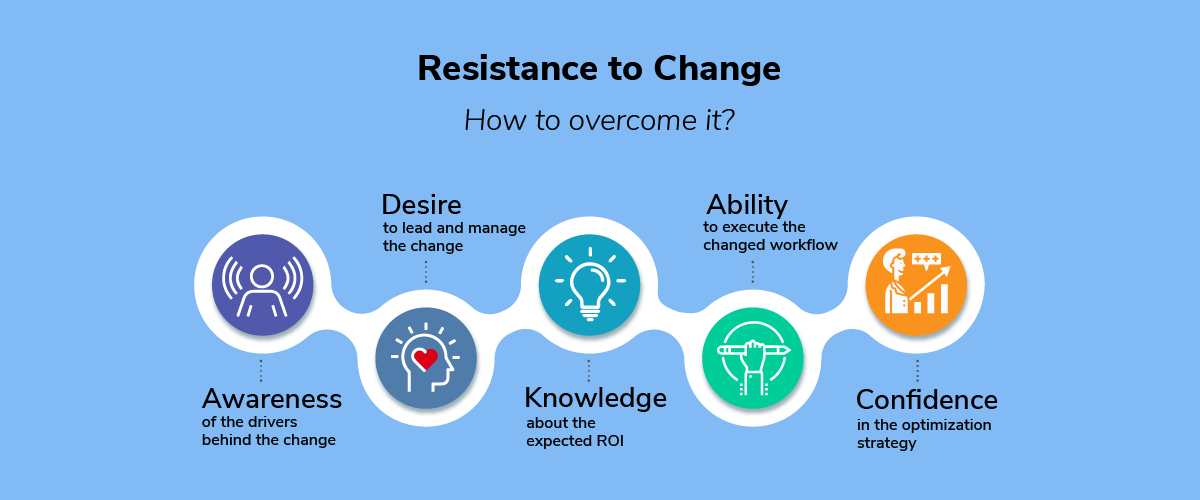 Resistance to Change
How to overcome it?
Awareness
of the drivers
behind the change
Desire
to lead and manage
the change
Knowledge
about the
expected ROI
Ability
to execute the
changed workflow
Confidence
in the optimization
strategy